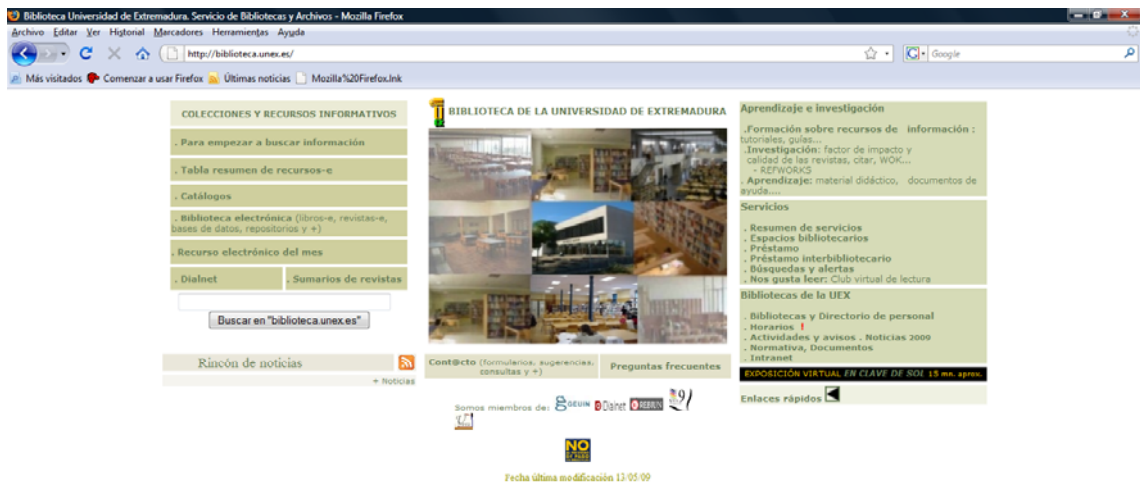 Biblioteca Universidad de Extremadura. Servicio de Bibliotecas y Archivos - Mozilla Firefox
Archivo Editar Ver Historial Marcadores Herramientas Ayuda
http://biblioteca.unex.es/
Google
Más visitados Comenzar a usar Firefox Últimas noticias Mozilla%20Firefox.lnk
COLECCIONES Y RECURSOS INFORMATIVOS
. Para empezar a buscar información
. Tabla resumen de recursos-e
. Catálogos
. Biblioteca electrónica (libros-e, revistas-e,
bases de datos, repositorios y +)
. Recurso electrónico del mes
. Dialnet . Sumarios de revistas
Buscar en "biblioteca.unex.es"
Rincón de noticias
+ Noticias
BIBLIOTECA DE LA UNIVERSIDAD DE EXTREMADURA
Cont@cto (formularios, sugerencias,
consultas y +)
Preguntas frecuentes
Somos miembros de: GEUIN Dialnet REBIUN
NO
Fecha última modificación 13/05/09
Aprendizaje e investigación
.Formación sobre recursos de información :
tutoriales, guías...
.Investigación: factor de impacto y
calidad de las revistas, citar, WOK...
- REFWORKS
. Aprendizaje: material didáctico, documentos de
ayuda....
Servicios
. Resumen de servicios
. Espacios bibliotecarios
. Préstamo
. Préstamo interbibliotecario
. Búsquedas y alertas
. Nos gusta leer: Club virtual de lectura
Bibliotecas de la UEX
. Bibliotecas y Directorio de personal
. Horarios !
. Actividades y avisos . Noticias 2009
. Normativa, Documentos
. Intranet
EXPOSICIÓN VIRTUAL EN CLAVE DE SOL 15 mn. aprox.
Enlaces rápidos